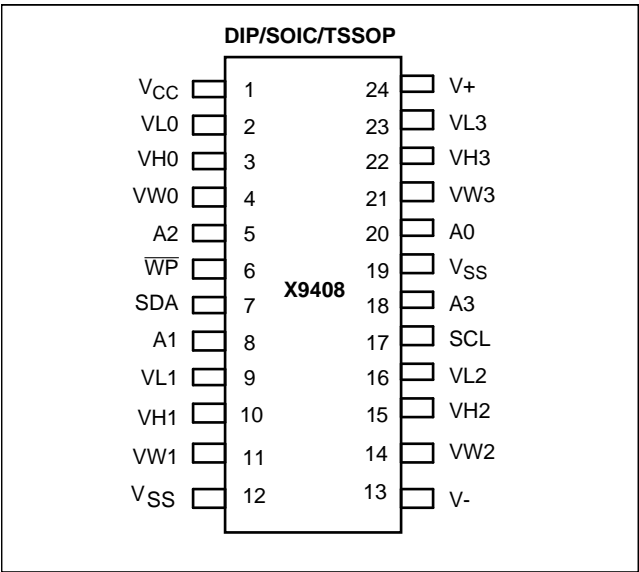 DIP/SOIC/TSSOP
VCC 1 24 V+
VL0 2 23 VL3
VH0 3 22 VH3
VW0 4 21 VW3
A2 5 20 A0
WP 6 19 VSS
X9408
SDA 7 18 A3
A1 8 17 SCL
VL1 9 16 VL2
VH1 10 15 VH2
VW1 11 14 VW2
VSS 12 13 V-